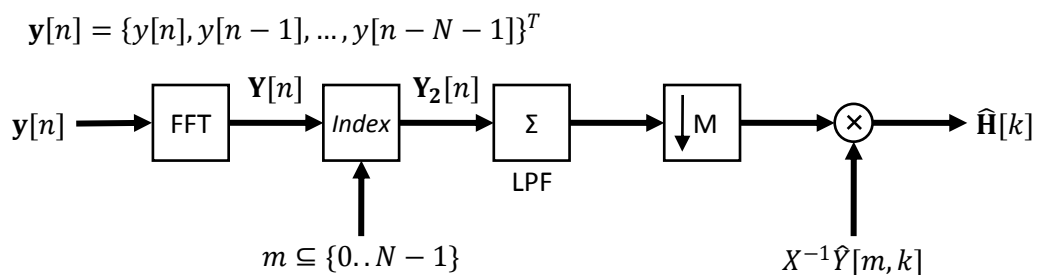 𝐲[n] = {y[n], y[n − 1], … , y[n − N − 1]}ᵀ
𝐲[n]
FFT
𝐘[n]
Index
𝐘₂[n]
Σ
LPF
↓ M
×
𝐇̂[k]
m ⊆ {0. . N − 1}
X⁻¹Ŷ[m, k]